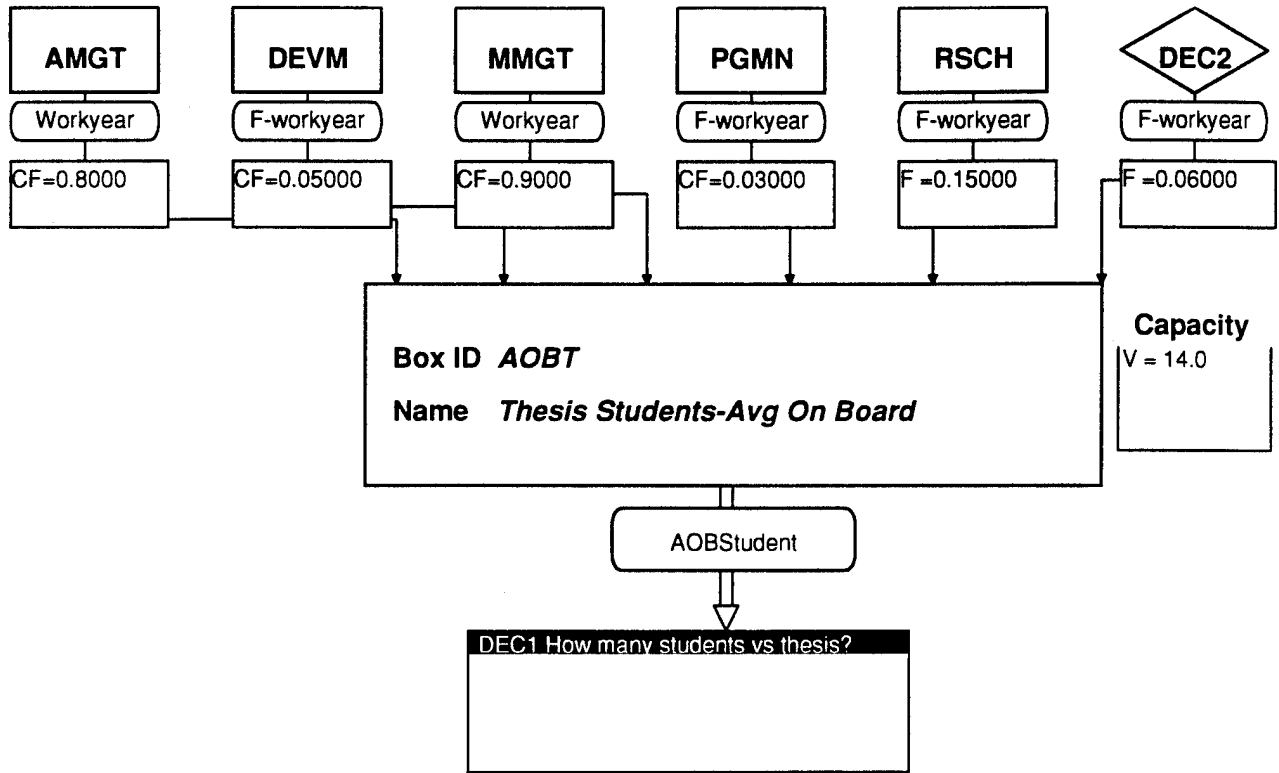 AMGT
DEVM
MMGT
PGMN
RSCH
DEC2
Workyear
F-workyear
Workyear
F-workyear
F-workyear
F-workyear
CF=0.8000
CF=0.05000
CF=0.9000
CF=0.03000
F =0.15000
F =0.06000
Capacity
V = 14.0
Box ID AOBT
Name Thesis Students-Avg On Board
AOBStudent
DEC1 How many students vs thesis?